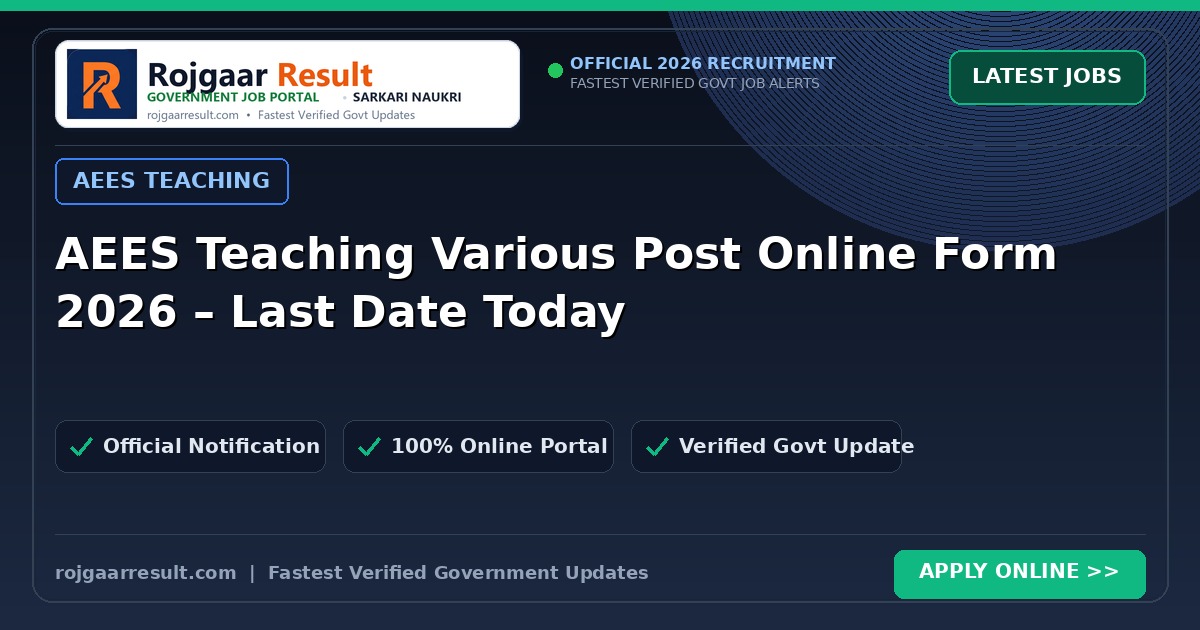 Rojgaar Result
GOVERNMENT JOB PORTAL • SARKARI NAUKRI
rojgaarresult.com • Fastest Verified Govt Updates
OFFICIAL 2026 RECRUITMENT
FASTEST VERIFIED GOVT JOB ALERTS
LATEST JOBS
AEES TEACHING
AEES Teaching Various Post Online Form
2026 – Last Date Today
Official Notification
100% Online Portal
Verified Govt Update
rojgaarresult.com | Fastest Verified Government Updates
APPLY ONLINE >>